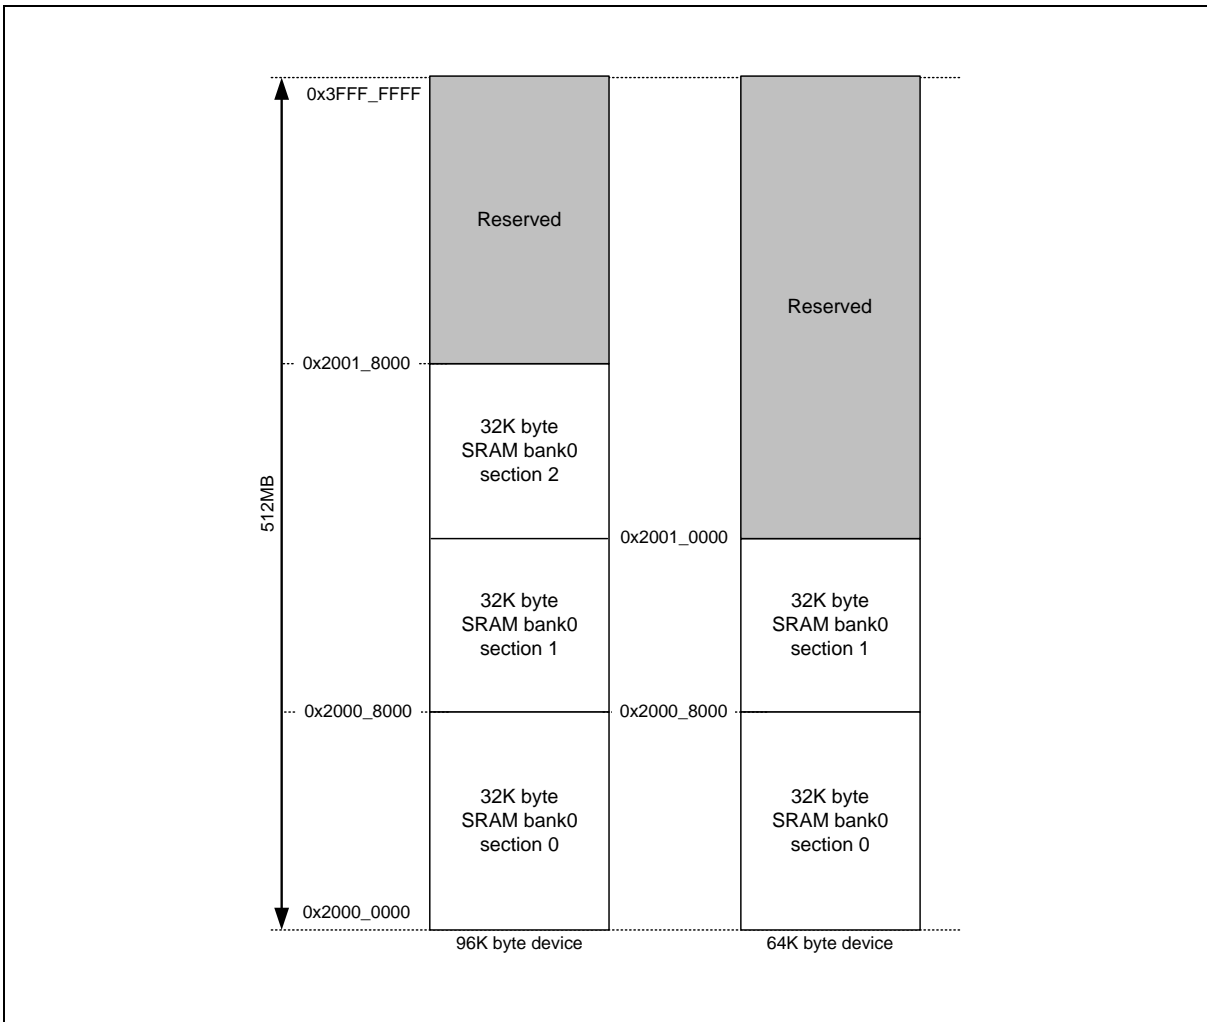 0x3FFF_FFFF
Reserved
Reserved
0x2001_8000
32K byte
SRAM bank0
section 2
512MB
0x2001_0000
32K byte
SRAM bank0
section 1
32K byte
SRAM bank0
section 1
0x2000_8000
0x2000_8000
32K byte
SRAM bank0
section 0
32K byte
SRAM bank0
section 0
0x2000_0000
96K byte device
64K byte device